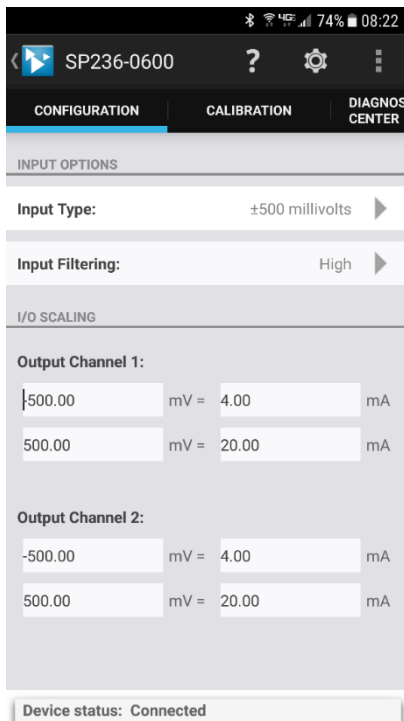 4G 74% 08:22
SP236-0600 ?
CONFIGURATION CALIBRATION DIAGNOS
CENTER
INPUT OPTIONS
Input Type: ±500 millivolts
Input Filtering: High
I/O SCALING
Output Channel 1:
-500.00 mV = 4.00 mA
500.00 mV = 20.00 mA
Output Channel 2:
-500.00 mV = 4.00 mA
500.00 mV = 20.00 mA
Device status: Connected